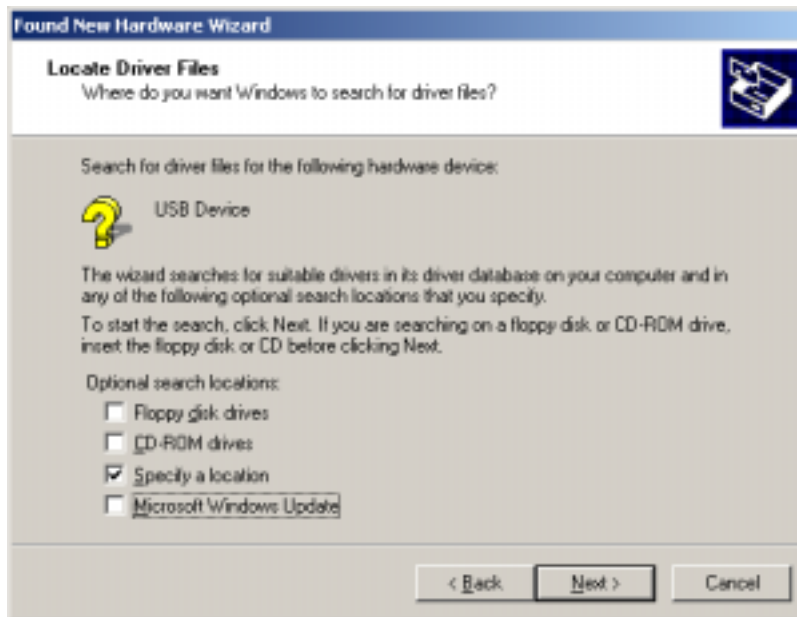 Found New Hardware Wizard
Locate Driver Files
Where do you want Windows to search for driver files?
Search for driver files for the following hardware device:
USB Device
The wizard searches for suitable drivers in its driver database on your computer and in
any of the following optional search locations that you specify.
To start the search, click Next. If you are searching on a floppy disk or CD-ROM drive,
insert the floppy disk or CD before clicking Next.
Optional search locations:
Floppy disk drives
CD-ROM drives
Specify a location
Microsoft Windows Update
< Back
Next >
Cancel